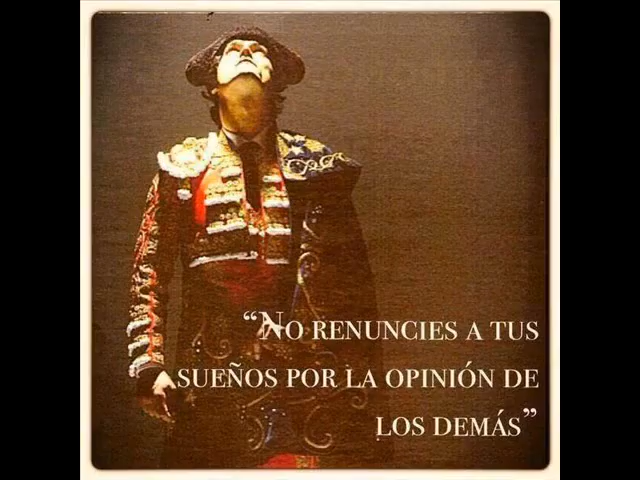 “No renuncies a tus
sueños por la opinión de
los demás”